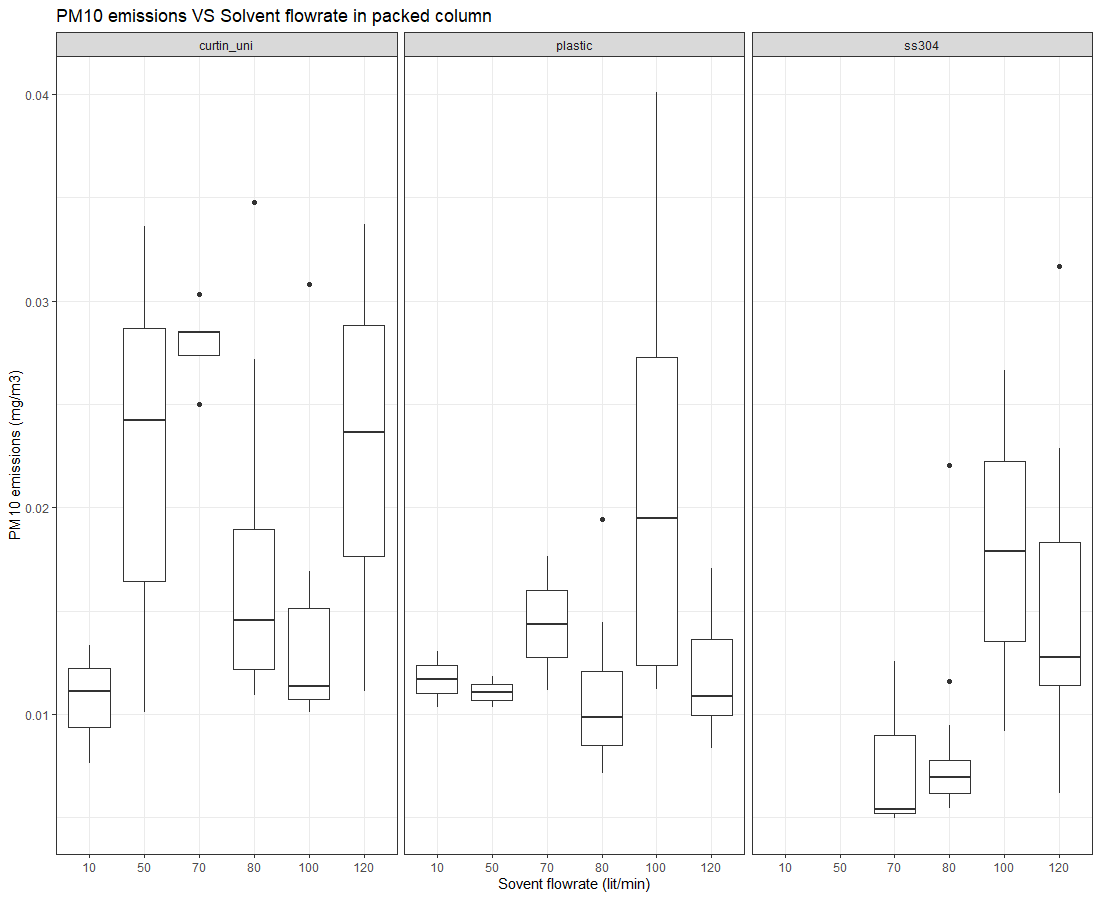 PM10 emissions VS Solvent flowrate in packed column
curtin_uni
plastic
ss304
PM10 emissions (mg/m3)
0.04
0.03
0.02
0.01
10 50 70 80 100 120
10 50 70 80 100 120
10 50 70 80 100 120
Sovent flowrate (lit/min)